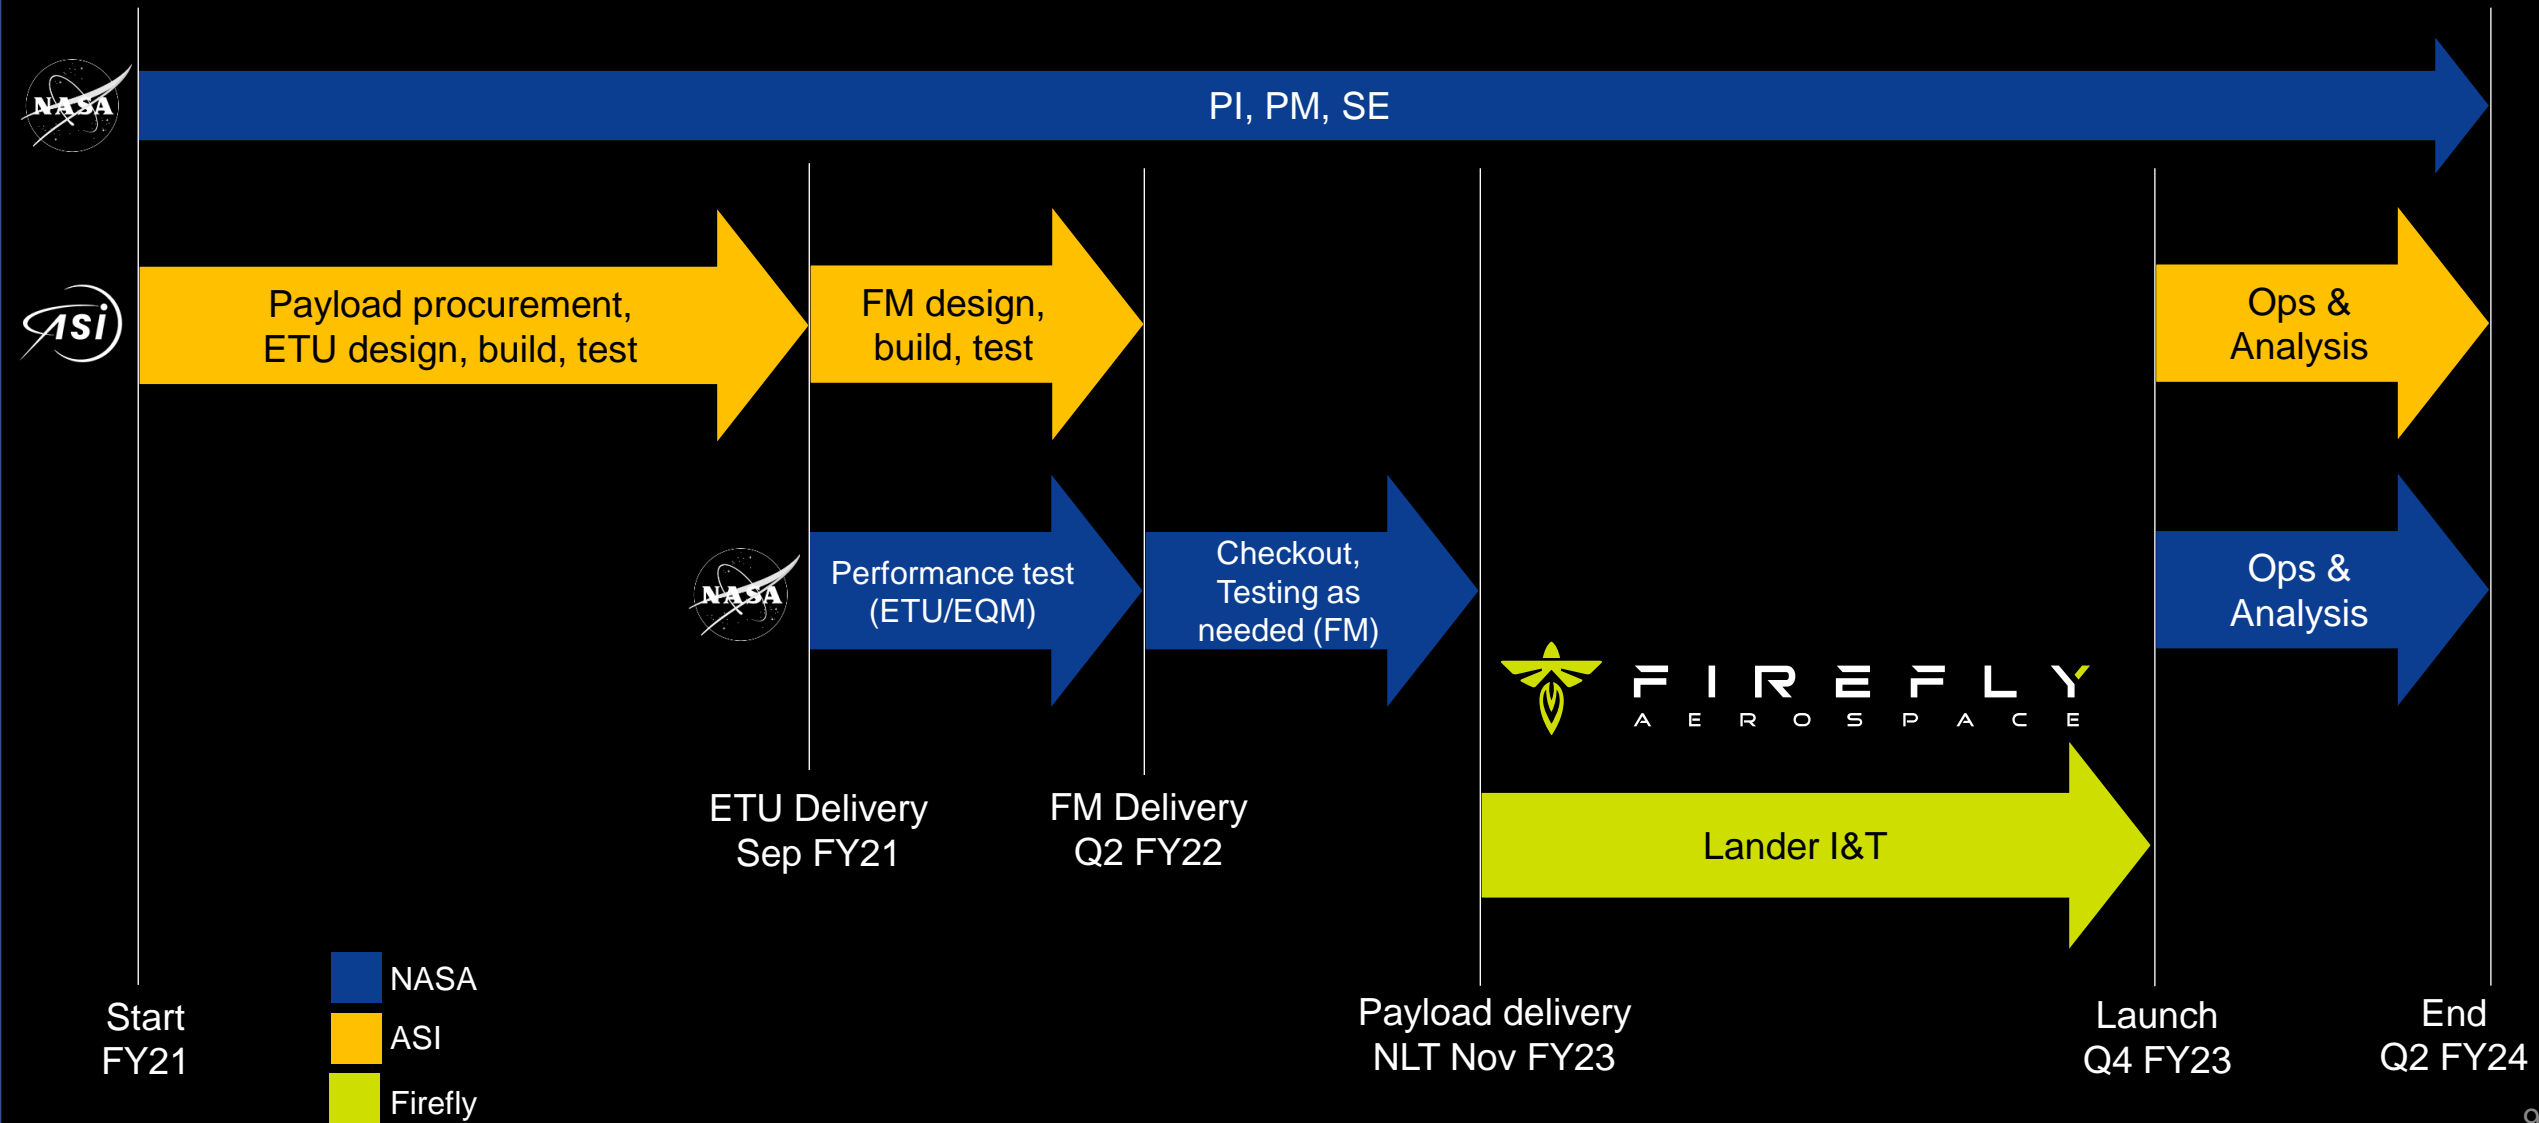 NASA
PI, PM, SE
ASI
Payload procurement,
ETU design, build, test
FM design,
build, test
Ops &
Analysis
NASA
Performance test
(ETU/EQM)
Checkout,
Testing as
needed (FM)
Ops &
Analysis
FIREFLY
AEROSPACE
Lander I&T
ETU Delivery
Sep FY21
FM Delivery
Q2 FY22
Start
FY21
NASA
ASI
Firefly
Payload delivery
NLT Nov FY23
Launch
Q4 FY23
End
Q2 FY24